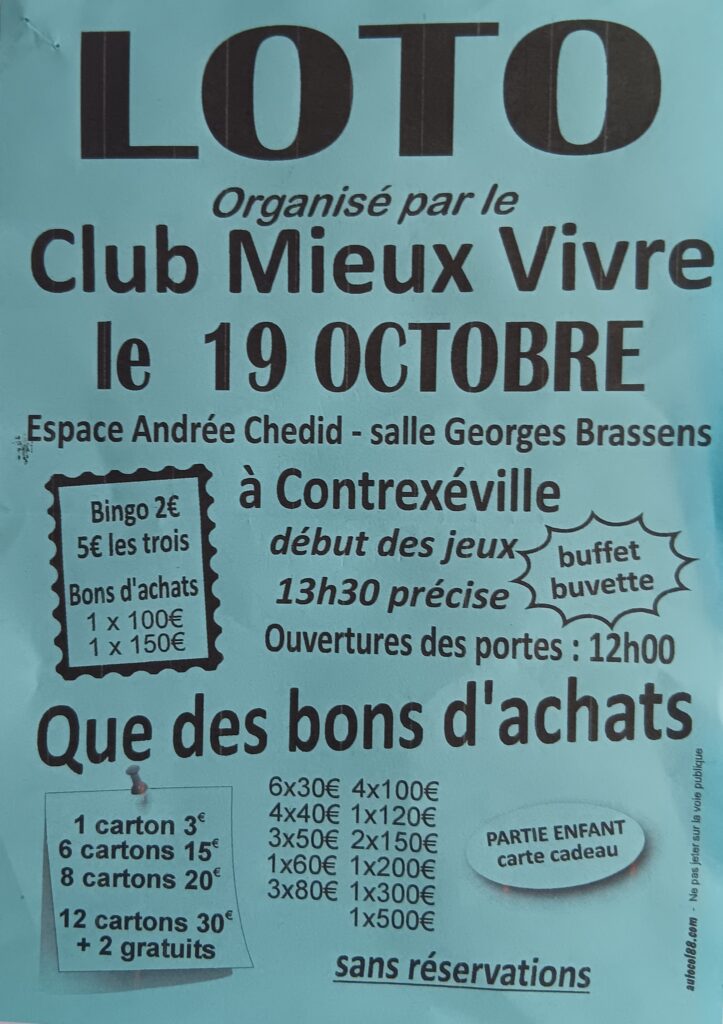 LOTO
Organisé par le
Club Mieux Vivre
le 19 OCTOBRE
Espace Andrée Chedid - salle Georges Brassens
à Contrexéville
Bingo 2€
5€ les trois
Bons d'achats
1 x 100€
1 x 150€
début des jeux
13h30 précise
buffet
buvette
Ouvertures des portes : 12h00
Que des bons d'achats
1 carton 3€
6 cartons 15€
8 cartons 20€
12 cartons 30€
+ 2 gratuits
6x30€ 4x100€
4x40€ 1x120€
3x50€ 2x150€
1x60€ 1x200€
3x80€ 1x300€
1x500€
PARTIE ENFANT
carte cadeau
sans réservations
autocol88.com - Ne pas jeter sur la voie publique